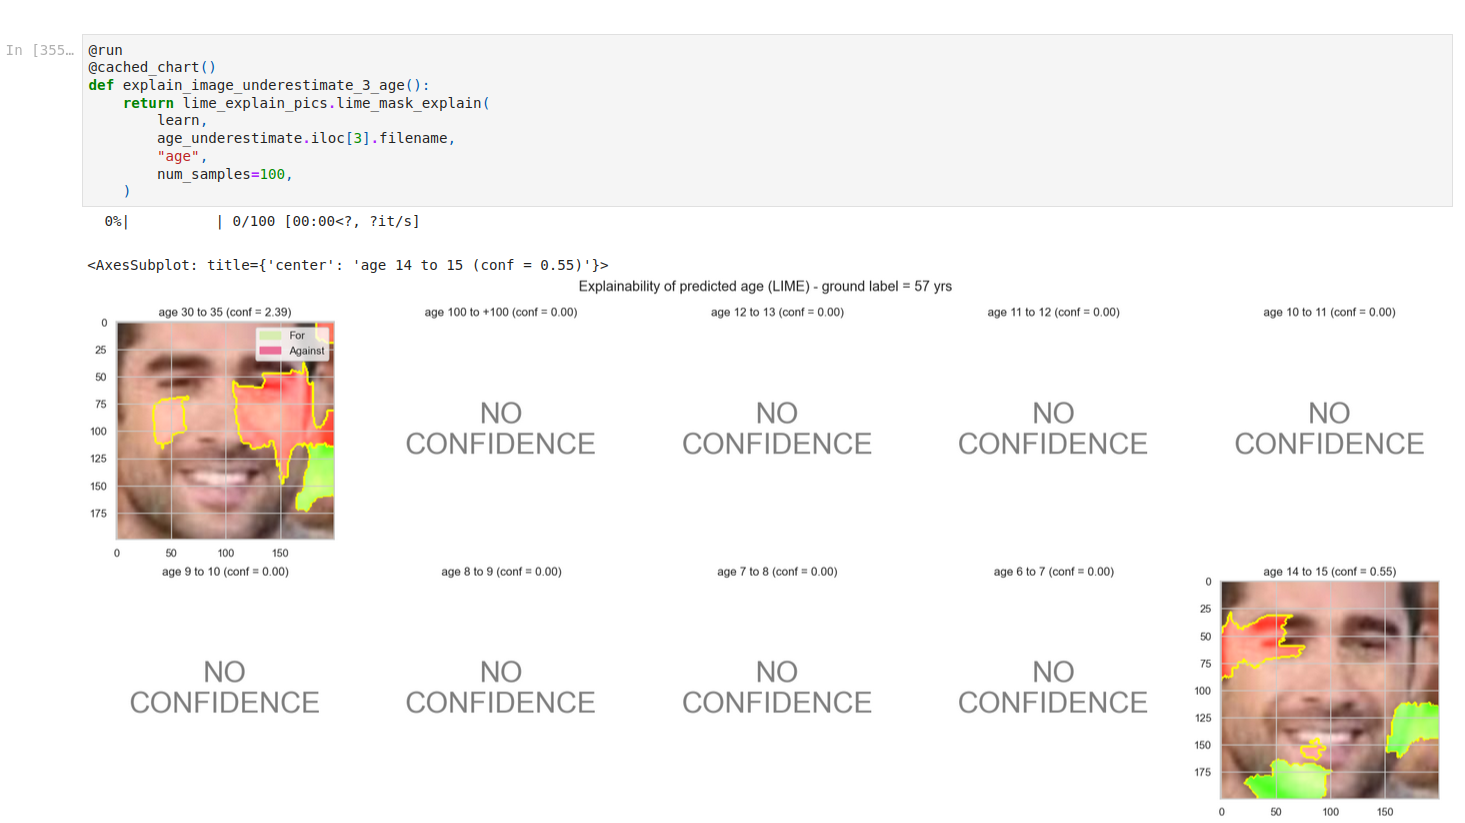 In [355…
@run
@cached_chart()
def explain_image_underestimate_3_age():
    return lime_explain_pics.lime_mask_explain(
        learn,
        age_underestimate.iloc[3].filename,
        "age",
        num_samples=100,
    )
0%|          | 0/100 [00:00<?, ?it/s]
<AxesSubplot: title={'center': 'age 14 to 15 (conf = 0.55)'}>
Explainability of predicted age (LIME) - ground label = 57 yrs
age 30 to 35 (conf = 2.39)
age 100 to +100 (conf = 0.00)
age 12 to 13 (conf = 0.00)
age 11 to 12 (conf = 0.00)
age 10 to 11 (conf = 0.00)
For
Against
0
25
50
75
100
125
150
175
0 50 100 150
NO
CONFIDENCE
NO
CONFIDENCE
NO
CONFIDENCE
NO
CONFIDENCE
age 9 to 10 (conf = 0.00)
age 8 to 9 (conf = 0.00)
age 7 to 8 (conf = 0.00)
age 6 to 7 (conf = 0.00)
age 14 to 15 (conf = 0.55)
NO
CONFIDENCE
NO
CONFIDENCE
NO
CONFIDENCE
NO
CONFIDENCE
0
25
50
75
100
125
150
175
0 50 100 150